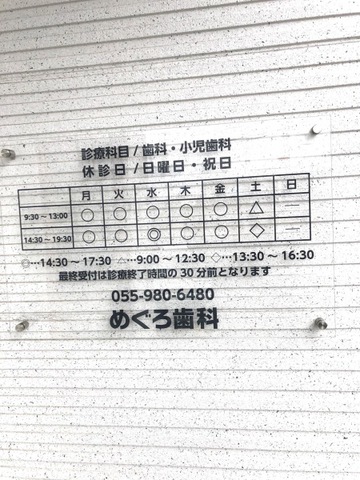 診療科目/歯科・小児歯科
休診日/日曜日・祝日
月 火 水 木 金 土 日
9:30~13:00 ○ ○ ○ ○ ○ △ —
14:30~19:30 ○ ○ ◎ ○ ○ ◇ —
◎…14:30~17:30 △…9:00~12:30 ◇…13:30~16:30
最終受付は診療終了時間の30分前となります
055-980-6480
めぐろ歯科